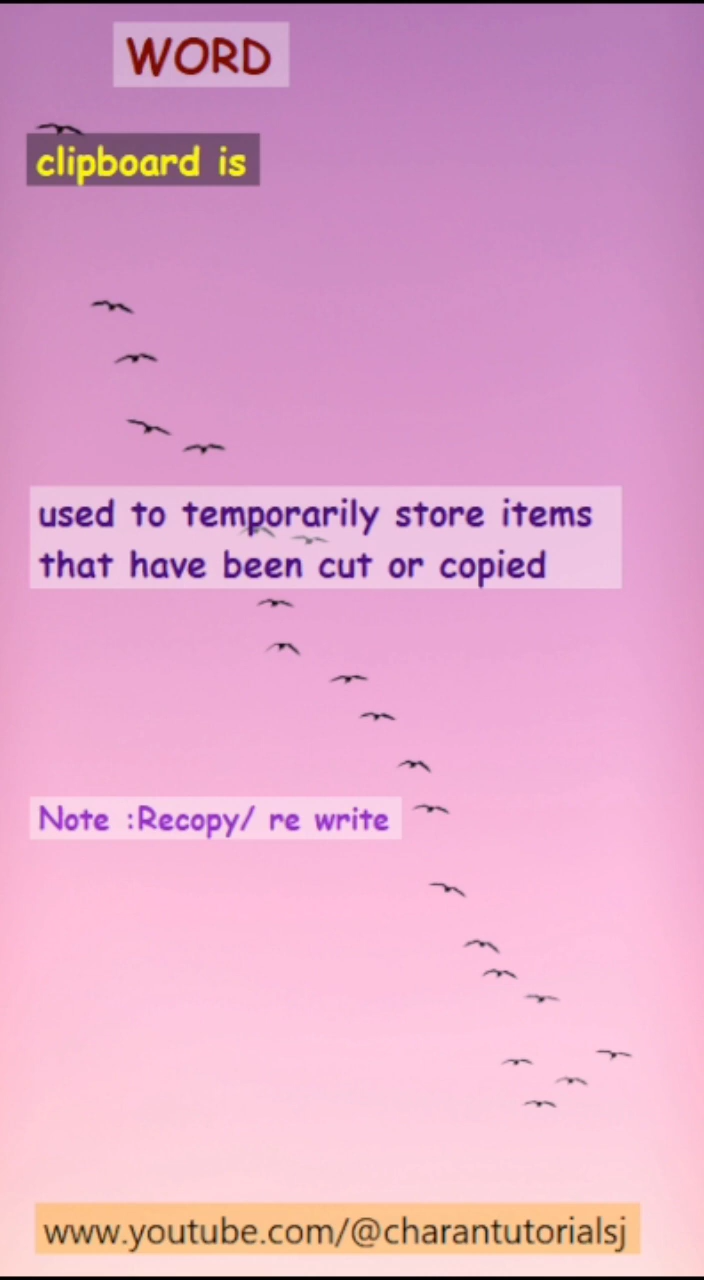 WORD
clipboard is
used to temporarily store items
that have been cut or copied
Note :Recopy/ re write
www.youtube.com/@charantutorialsj